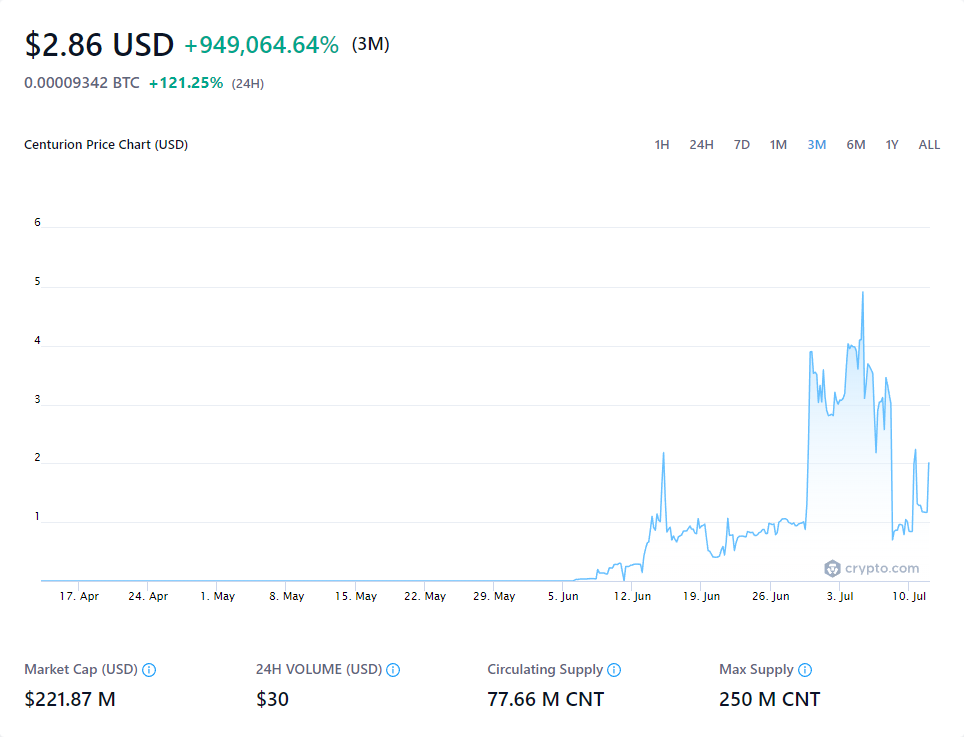 $2.86 USD +949,064.64% (3M)
0.00009342 BTC +121.25% (24H)
Centurion Price Chart (USD) 1H 24H 7D 1M 3M 6M 1Y ALL
6
5
4
3
2
1
crypto.com
17. Apr 24. Apr 1. May 8. May 15. May 22. May 29. May 5. Jun 12. Jun 19. Jun 26. Jun 3. Jul 10. Jul
Market Cap (USD) 24H VOLUME (USD) Circulating Supply Max Supply
$221.87 M $30 77.66 M CNT 250 M CNT